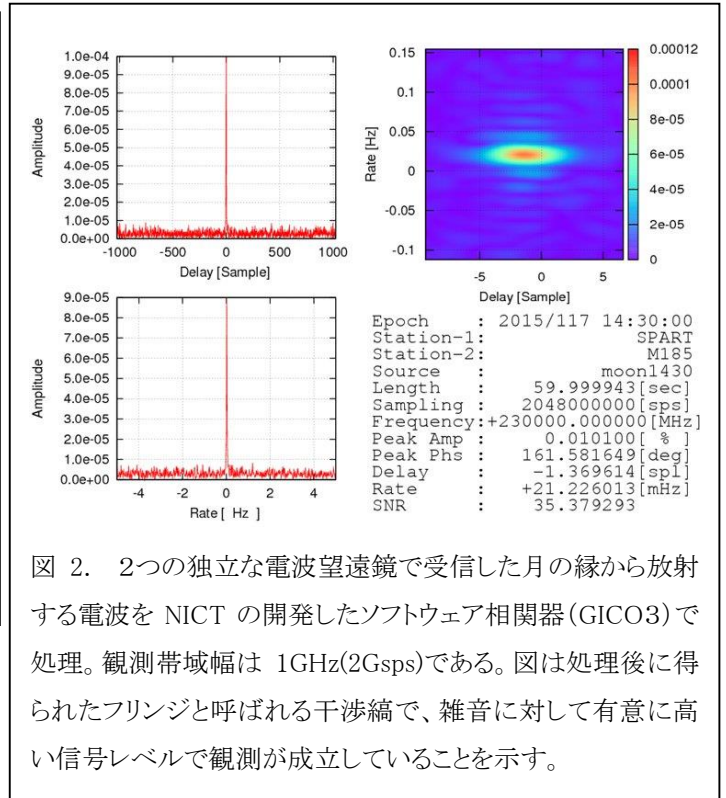 1.0e-04
9.0e-05
8.0e-05
7.0e-05
6.0e-05
5.0e-05
4.0e-05
3.0e-05
2.0e-05
1.0e-05
0.0e+00
Amplitude
-1000 -500 0 500 1000
Delay [Sample]
0.15
0.1
0.05
0
-0.05
-0.1
Rate [Hz]
-5 0 5
Delay [Sample]
0.00012
0.0001
8e-05
6e-05
4e-05
2e-05
0
9.0e-05
8.0e-05
7.0e-05
6.0e-05
5.0e-05
4.0e-05
3.0e-05
2.0e-05
1.0e-05
0.0e+00
Amplitude
-4 -2 0 2 4
Rate [ Hz ]
Epoch : 2015/117 14:30:00
Station-1: SPART
Station-2: M185
Source : moon1430
Length : 59.999943[sec]
Sampling : 2048000000[sps]
Frequency:+230000.000000[MHz]
Peak Amp : 0.010100[ % ]
Peak Phs : 161.581649[deg]
Delay : -1.369614[spl]
Rate : +21.226013[mHz]
SNR : 35.379293
図 2. 2つの独立な電波望遠鏡で受信した月の縁から放射
する電波を NICT の開発したソフトウェア相関器(GICO3)で
処理。観測帯域幅は 1GHz(2Gsps)である。図は処理後に得
られたフリンジと呼ばれる干渉縞で、雑音に対して有意に高
い信号レベルで観測が成立していることを示す。